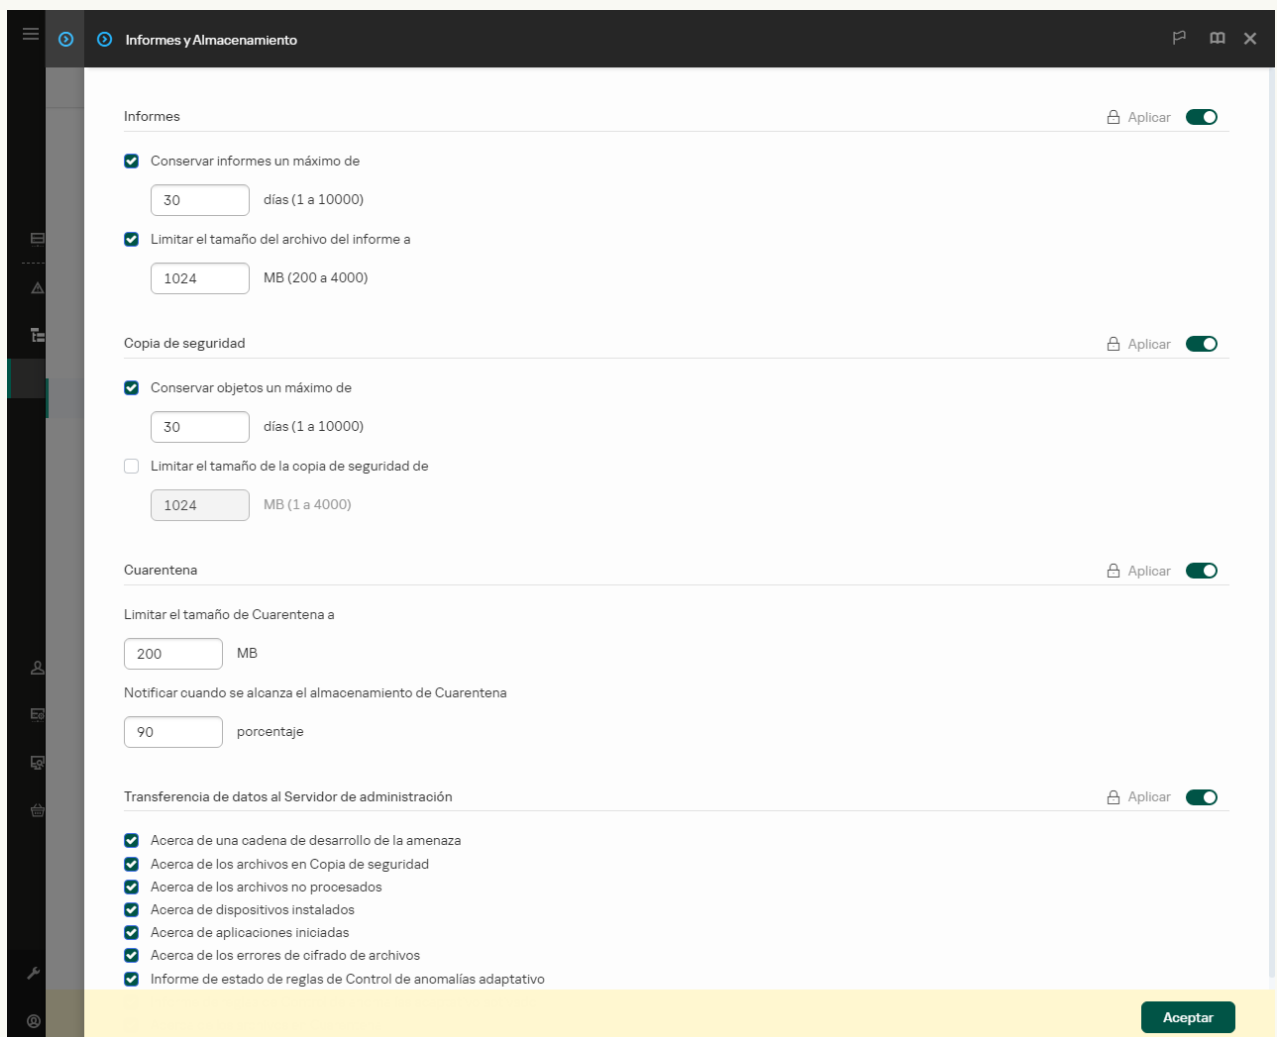 Informes y Almacenamiento
Informes
Aplicar
Conservar informes un máximo de
30 días (1 a 10000)
Limitar el tamaño del archivo del informe a
1024 MB (200 a 4000)
Copia de seguridad
Aplicar
Conservar objetos un máximo de
30 días (1 a 10000)
Limitar el tamaño de la copia de seguridad de
1024 MB (1 a 4000)
Cuarentena
Aplicar
Limitar el tamaño de Cuarentena a
200 MB
Notificar cuando se alcanza el almacenamiento de Cuarentena
90 porcentaje
Transferencia de datos al Servidor de administración
Aplicar
Acerca de una cadena de desarrollo de la amenaza
Acerca de los archivos en Copia de seguridad
Acerca de los archivos no procesados
Acerca de dispositivos instalados
Acerca de aplicaciones iniciadas
Acerca de los errores de cifrado de archivos
Informe de estado de reglas de Control de anomalías adaptativo
Aceptar